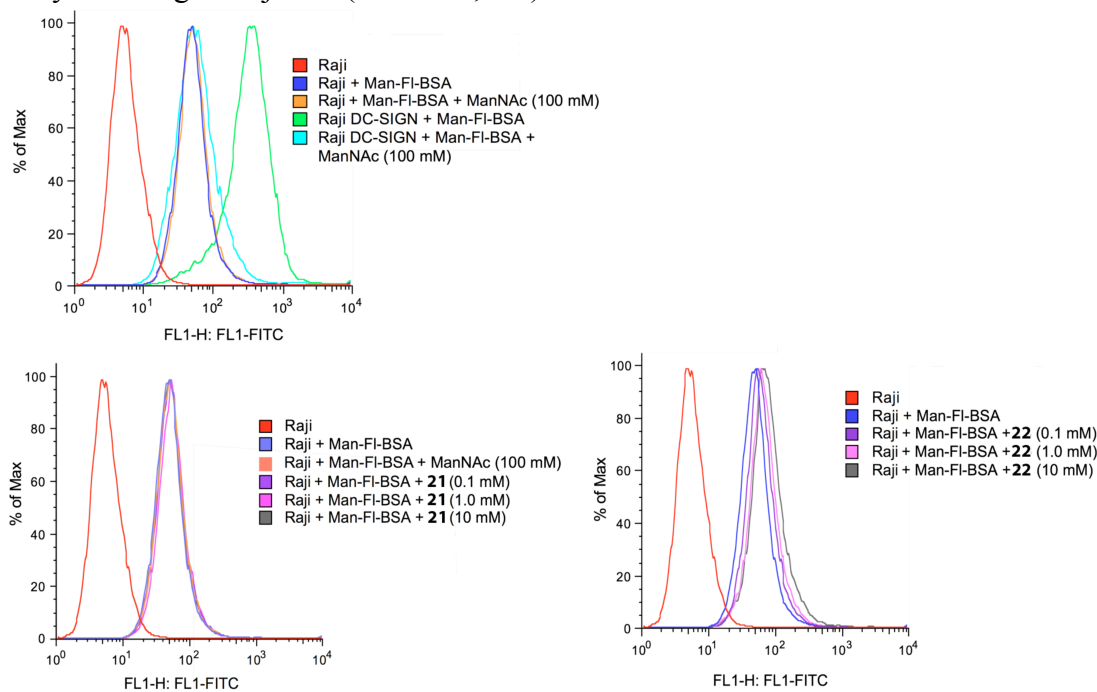 100
80
60
40
20
0
% of Max
10^0 10^1 10^2 10^3 10^4
FL1-H: FL1-FITC
Raji
Raji + Man-Fl-BSA
Raji + Man-Fl-BSA + ManNAc (100 mM)
Raji DC-SIGN + Man-Fl-BSA
Raji DC-SIGN + Man-Fl-BSA +
ManNAc (100 mM)
100
80
60
40
20
0
% of Max
10^0 10^1 10^2 10^3 10^4
FL1-H: FL1-FITC
Raji
Raji + Man-Fl-BSA
Raji + Man-Fl-BSA + ManNAc (100 mM)
Raji + Man-Fl-BSA + 21 (0.1 mM)
Raji + Man-Fl-BSA + 21 (1.0 mM)
Raji + Man-Fl-BSA + 21 (10 mM)
100
80
60
40
20
0
% of Max
10^0 10^1 10^2 10^3 10^4
FL1-H: FL1-FITC
Raji
Raji + Man-Fl-BSA
Raji + Man-Fl-BSA +22 (0.1 mM)
Raji + Man-Fl-BSA +22 (1.0 mM)
Raji + Man-Fl-BSA +22 (10 mM)